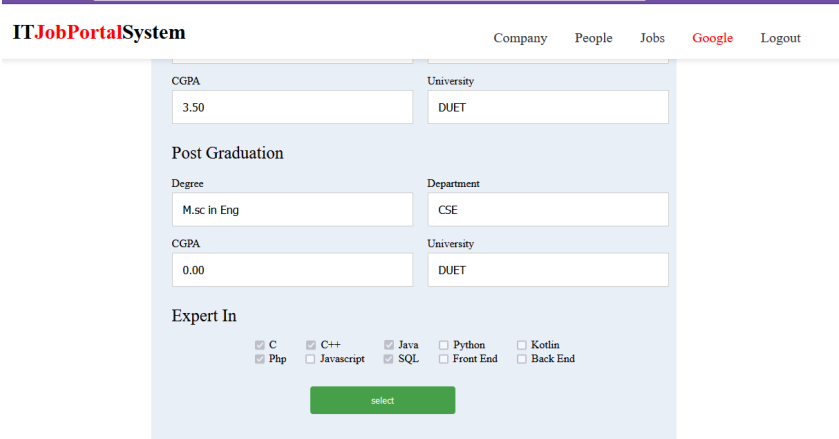 ITJobPortalSystem
Company People Jobs Google Logout
CGPA University
3.50 DUET
Post Graduation
Degree Department
M.sc in Eng CSE
CGPA University
0.00 DUET
Expert In
C C++ Java Python Kotlin
Php Javascript SQL Front End Back End
select